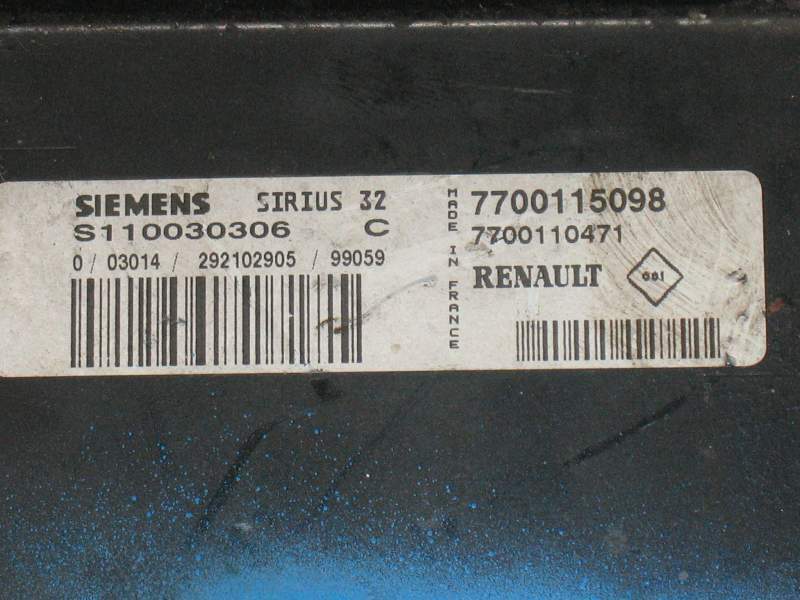 SIEMENS SIRIUS 32
S110030306 C
0/ 03014 / 292102905 / 99059
MADE IN FRANCE
7700115098
7700110471
RENAULT